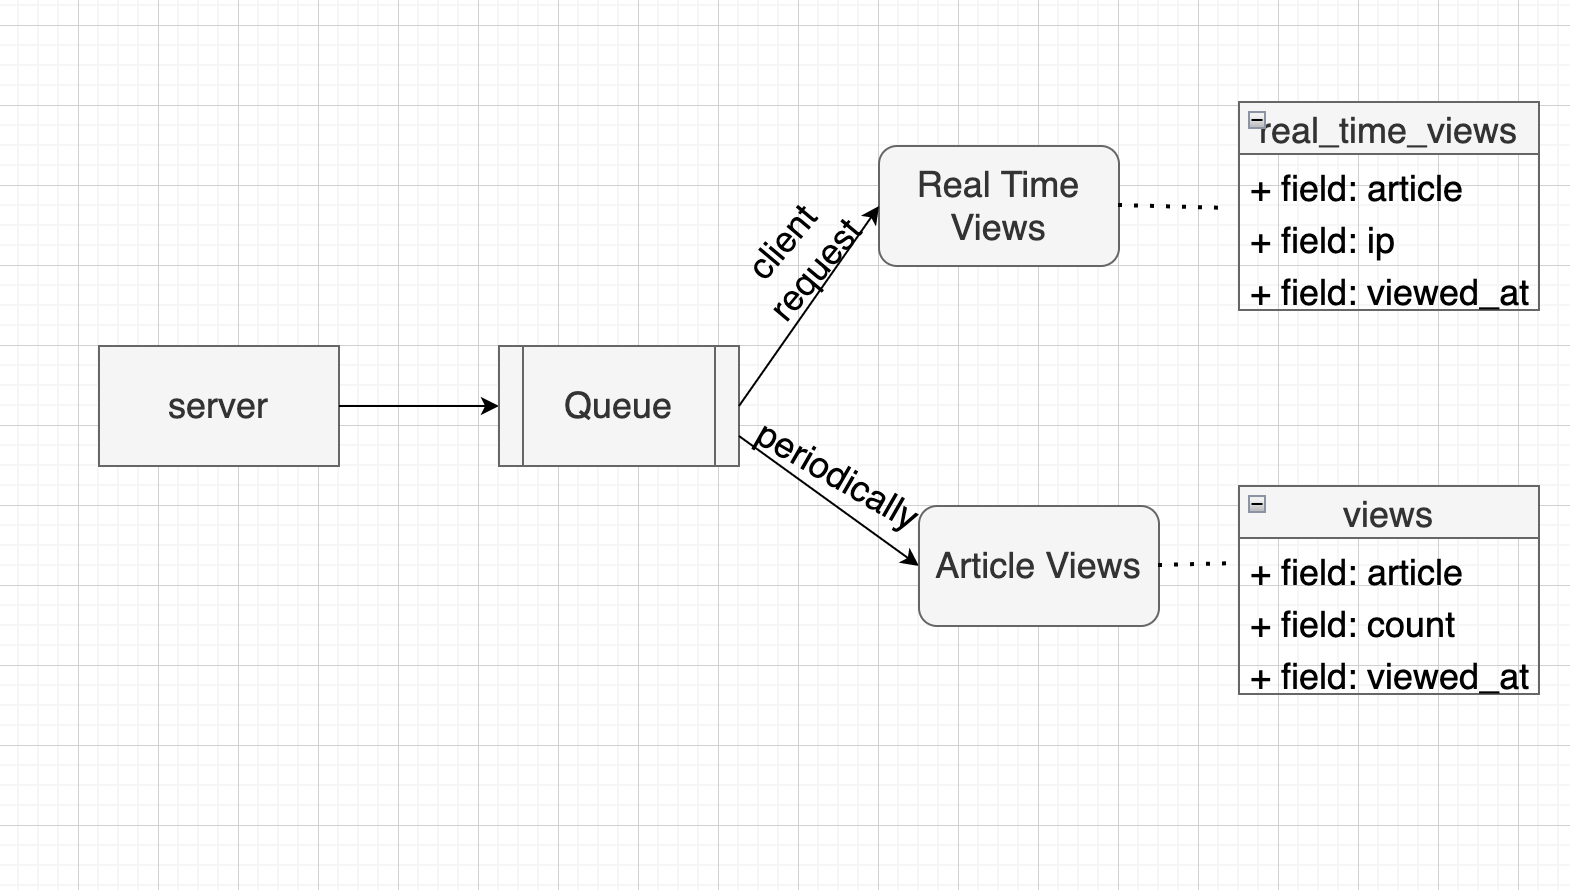 server
Queue
client
request
periodically
Real Time
Views
Article Views
real_time_views
+ field: article
+ field: ip
+ field: viewed_at
views
+ field: article
+ field: count
+ field: viewed_at